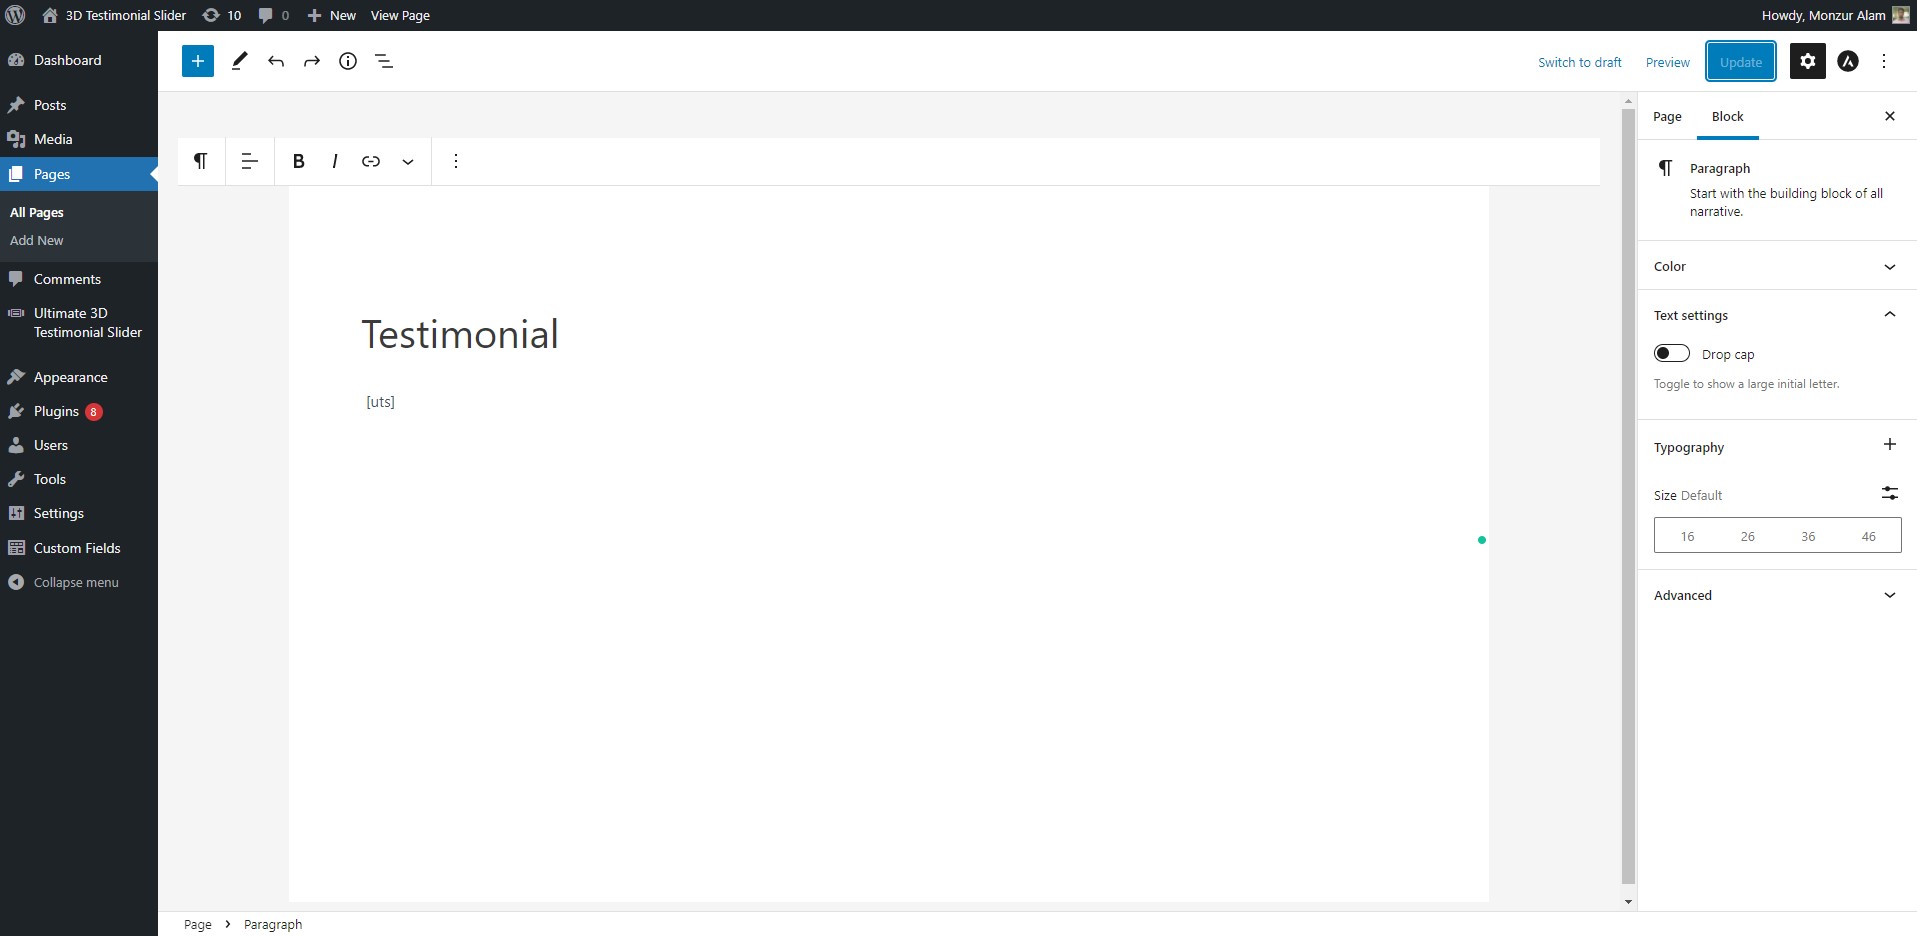 3D Testimonial Slider 10 0 New View Page Howdy, Monzur Alam
Dashboard
Posts
Media
Pages
All Pages
Add New
Comments
Ultimate 3D
Testimonial Slider
Appearance
Plugins 8
Users
Tools
Settings
Custom Fields
Collapse menu
Switch to draft Preview Update
B I
Testimonial
[uts]
Page Block
Paragraph
Start with the building block of all
narrative.
Color
Text settings
Drop cap
Toggle to show a large initial letter.
Typography
Size Default
16 26 36 46
Advanced
Page Paragraph